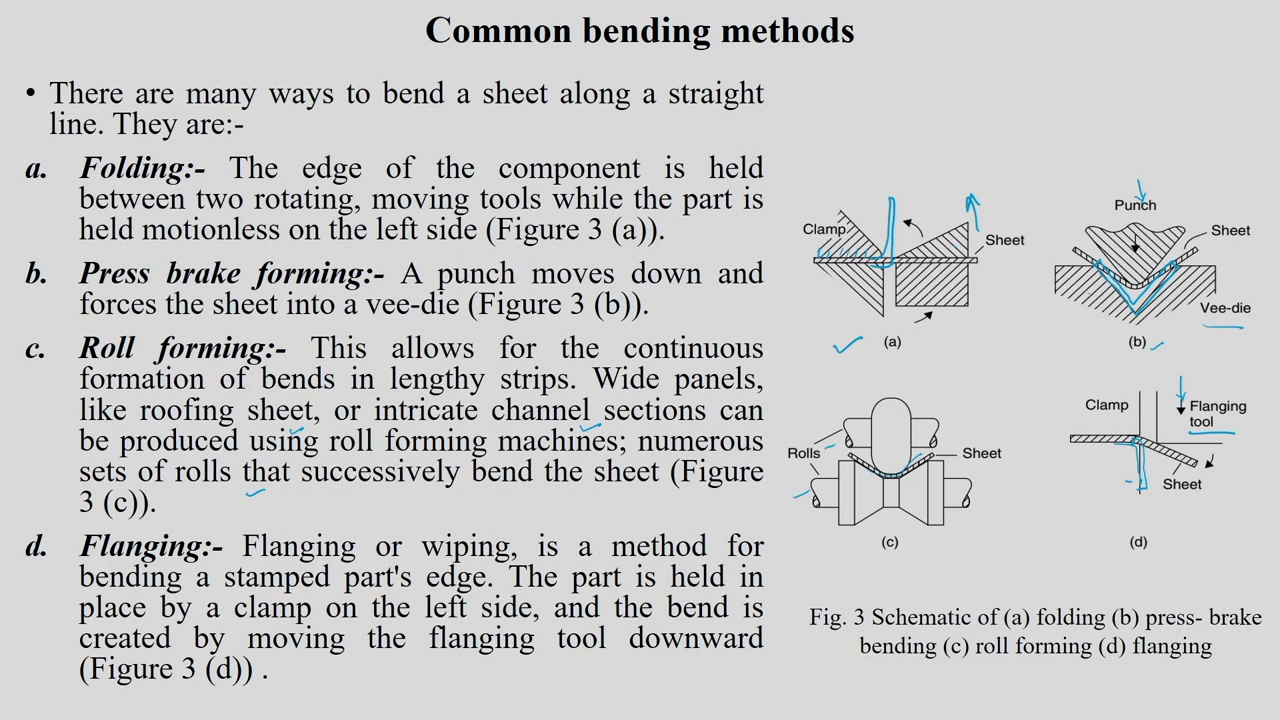 Common bending methods
• There are many ways to bend a sheet along a straight
line. They are:-
a. Folding:- The edge of the component is held
between two rotating, moving tools while the part is
held motionless on the left side (Figure 3 (a)).
b. Press brake forming:- A punch moves down and
forces the sheet into a vee-die (Figure 3 (b)).
c. Roll forming:- This allows for the continuous
formation of bends in lengthy strips. Wide panels,
like roofing sheet, or intricate channel sections can
be produced using roll forming machines; numerous
sets of rolls that successively bend the sheet (Figure
3 (c)).
d. Flanging:- Flanging or wiping, is a method for
bending a stamped part's edge. The part is held in
place by a clamp on the left side, and the bend is
created by moving the flanging tool downward
(Figure 3 (d)) .
Clamp
Sheet
(a)
Punch
Sheet
Vee-die
(b)
Rolls
Sheet
(c)
Clamp
Flanging
tool
Sheet
(d)
Fig. 3 Schematic of (a) folding (b) press- brake
bending (c) roll forming (d) flanging